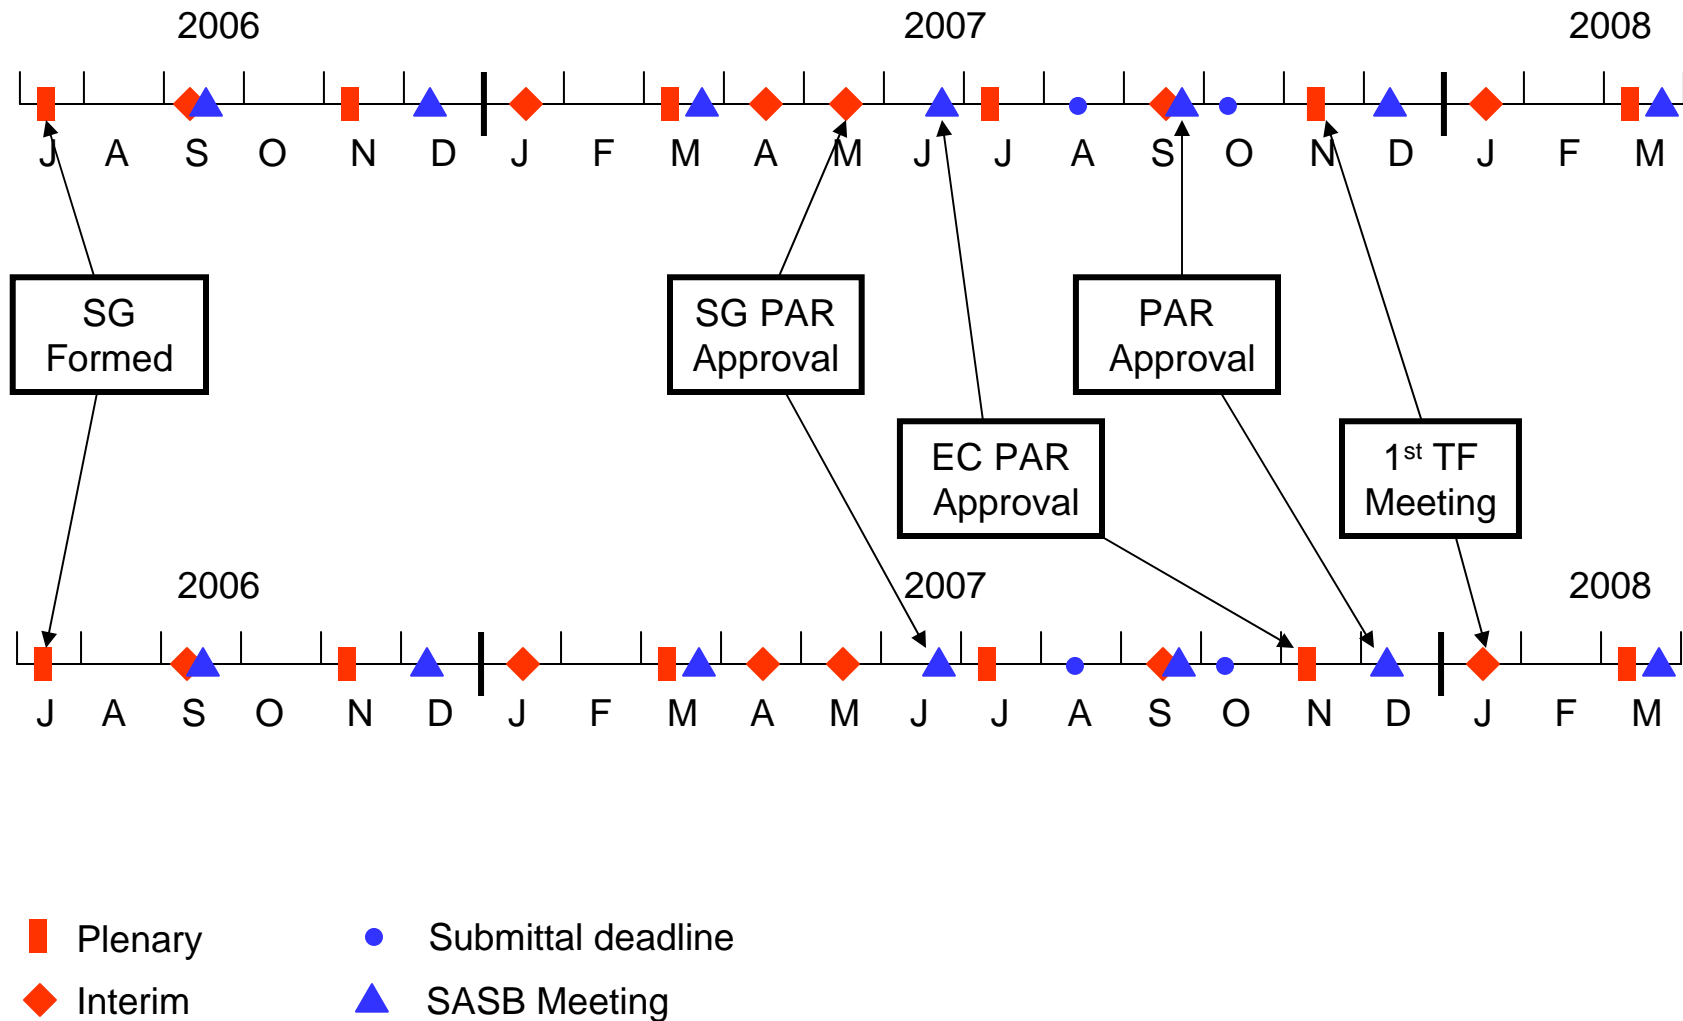 2006 2007 2008
J A S O N D J F M A M J J A S O N D J F M
SG
Formed
SG PAR
Approval
PAR
Approval
EC PAR
Approval
1st TF
Meeting
2006 2007 2008
J A S O N D J F M A M J J A S O N D J F M
Plenary
Submittal deadline
Interim
SASB Meeting